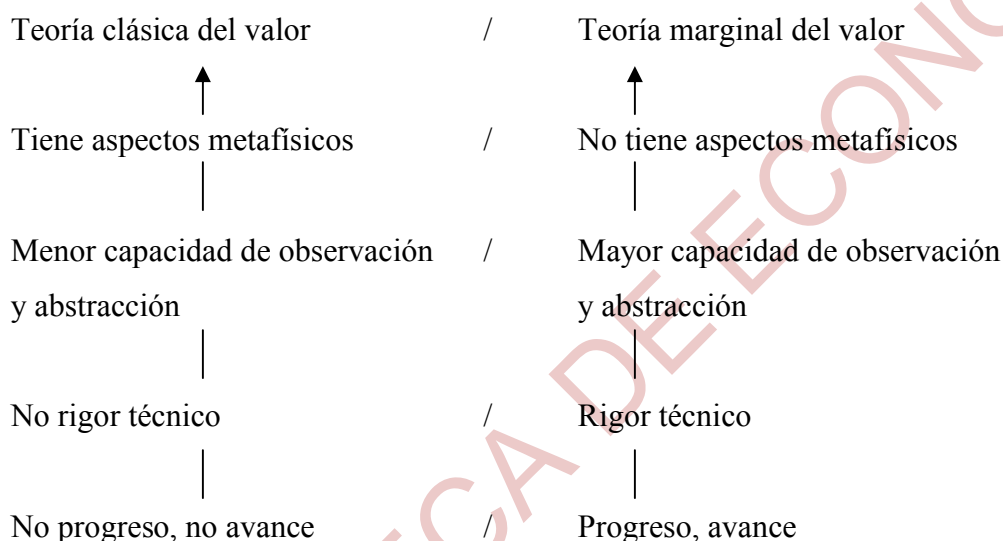 Teoría clásica del valor / Teoría marginal del valor
Tiene aspectos metafísicos / No tiene aspectos metafísicos
Menor capacidad de observación / Mayor capacidad de observación
y abstracción y abstracción
No rigor técnico / Rigor técnico
No progreso, no avance / Progreso, avance